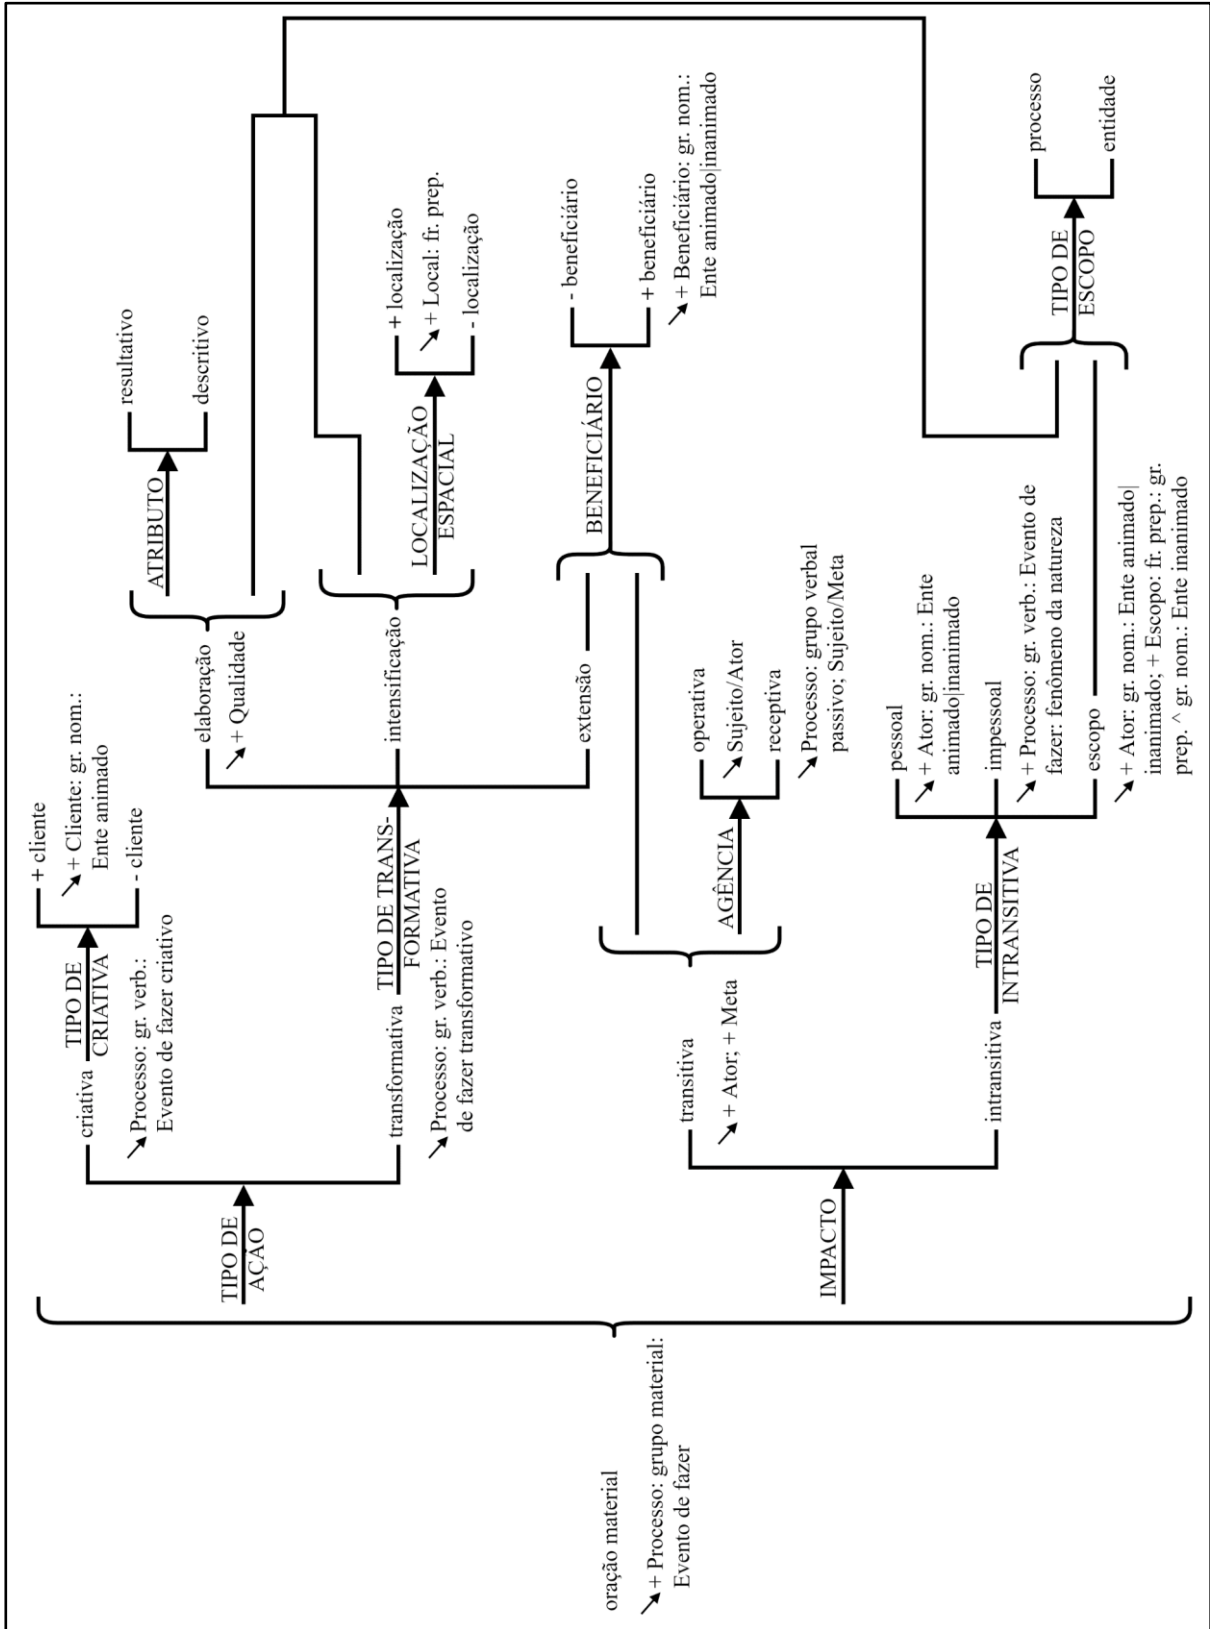 oração material
+ Processo: grupo material:
Evento de fazer
TIPO DE
AÇÃO
criativa
Processo: gr. verb.:
Evento de fazer criativo
TIPO DE
CRIATIVA
+ cliente
+ Cliente: gr. nom.:
Ente animado
- cliente
transformativa
Processo: gr. verb.: Evento
de fazer transformativo
TIPO DE TRANS-
FORMATIVA
elaboração
+ Qualidade
ATRIBUTO
resultativo
descritivo
intensificação
LOCALIZAÇÃO
ESPACIAL
+ localização
+ Local: fr. prep.
- localização
extensão
BENEFICIÁRIO
- beneficiário
+ beneficiário
+ Beneficiário: gr. nom.:
Ente animado|inanimado
IMPACTO
transitiva
+ Ator; + Meta
AGÊNCIA
operativa
Sujeito/Ator
receptiva
Processo: grupo verbal
passivo; Sujeito/Meta
intransitiva
TIPO DE
INTRANSITIVA
pessoal
+ Ator: gr. nom.: Ente
animado|inanimado
impessoal
+ Processo: gr. verb.: Evento de
fazer: fenômeno da natureza
escopo
+ Ator: gr. nom.: Ente animado|
inanimado; + Escopo: fr. prep.: gr.
prep. ^ gr. nom.: Ente inanimado
TIPO DE
ESCOPO
processo
entidade